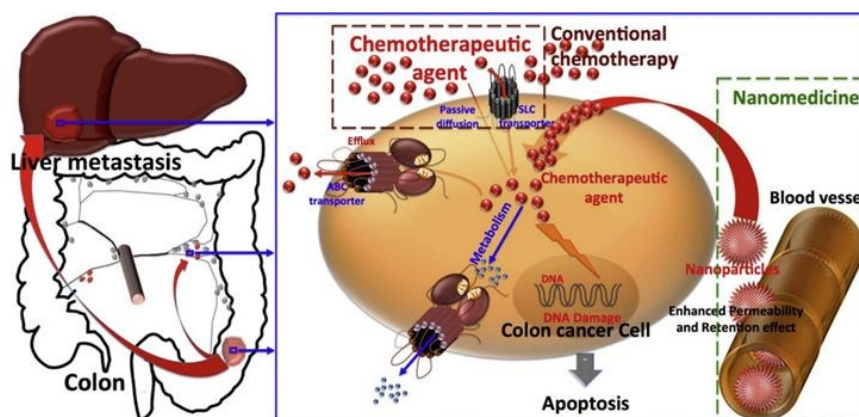 Liver metastasis
Colon
Chemotherapeutic
agent
Conventional
chemotherapy
Passive
diffusion
SLC
transporter
Efflux
ABC
transporter
Chemotherapeutic
agent
Metabolism
DNA
DNA Damage
Colon cancer Cell
Apoptosis
Nanomedicine
Blood vesse
Nanoparticles
Enhanced Permeability
and Retention effect